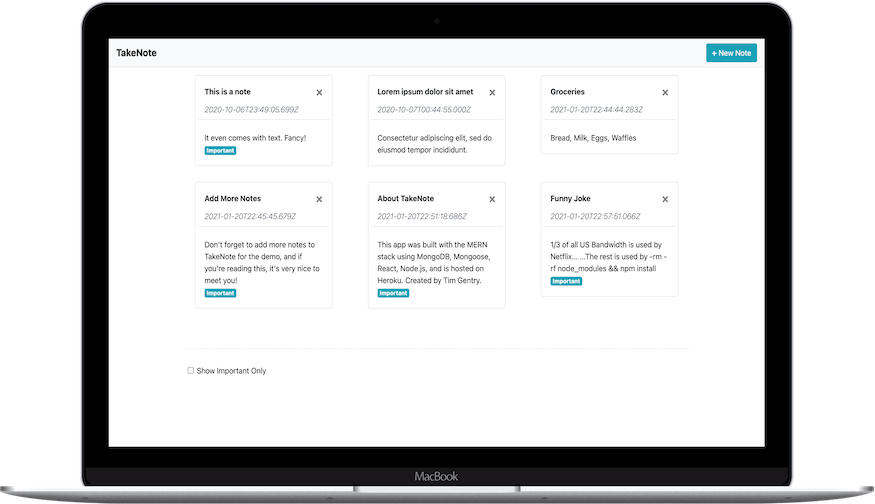 TakeNote
+ New Note
This is a note
×
2020-10-06T23:49:05.699Z
It even comes with text. Fancy!
Important
Lorem ipsum dolor sit amet
×
2020-10-07T00:44:55.000Z
Consectetur adipiscing elit, sed do
eiusmod tempor incididunt.
Groceries
×
2021-01-20T22:44:44.283Z
Bread, Milk, Eggs, Waffles
Add More Notes
×
2021-01-20T22:45:45.679Z
Don't forget to add more notes to
TakeNote for the demo, and if
you're reading this, it's very nice to
meet you!
Important
About TakeNote
×
2021-01-20T22:51:18.686Z
This app was built with the MERN
stack using MongoDB, Mongoose,
React, Node.js, and is hosted on
Heroku. Created by Tim Gentry.
Important
Funny Joke
×
2021-01-20T22:57:51.066Z
1/3 of all US Bandwidth is used by
Netflix... ...The rest is used by -rm -
rf node_modules && npm install
Important
Show Important Only
MacBook